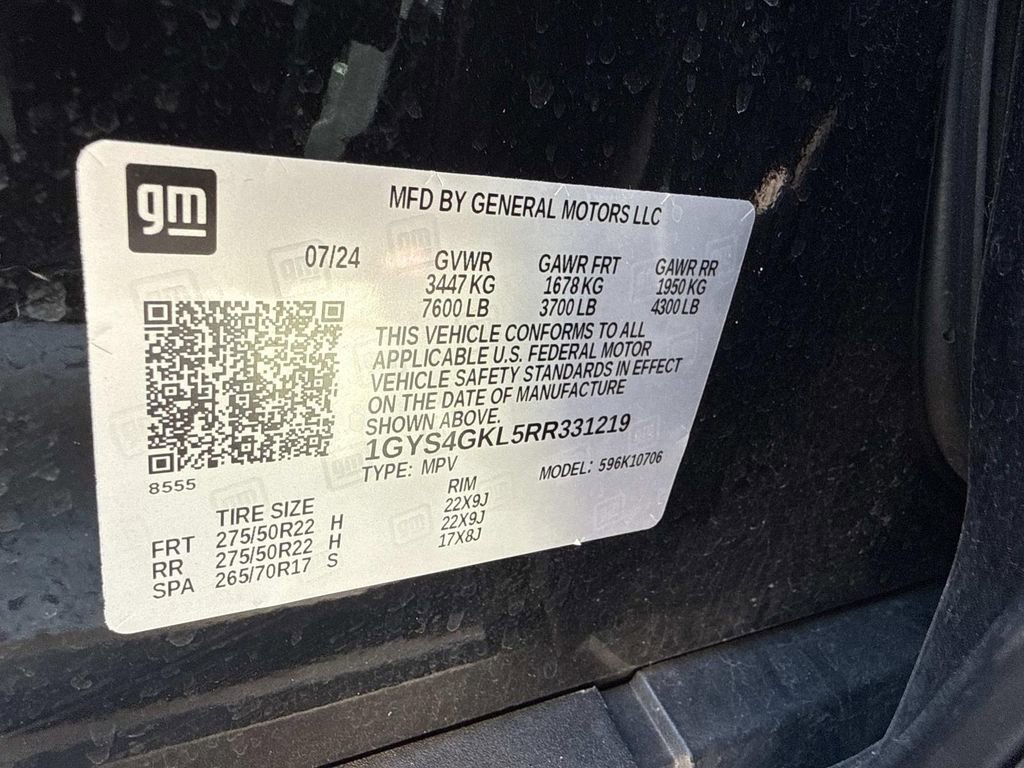 gm
MFD BY GENERAL MOTORS LLC
07/24 GVWR GAWR FRT GAWR RR
3447 KG 1678 KG 1950 KG
7600 LB 3700 LB 4300 LB
THIS VEHICLE CONFORMS TO ALL
APPLICABLE U.S. FEDERAL MOTOR
VEHICLE SAFETY STANDARDS IN EFFECT
ON THE DATE OF MANUFACTURE
SHOWN ABOVE.
1GYS4GKL5RR331219
TYPE: MPV MODEL: 596K10706
8555
TIRE SIZE RIM
FRT 275/50R22 H 22X9J
RR 275/50R22 H 22X9J
SPA 265/70R17 S 17X8J